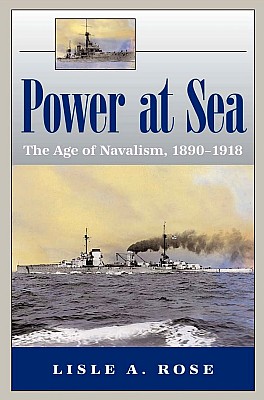 Power at Sea
The Age of Navalism, 1890–1918
LISLE A. ROSE